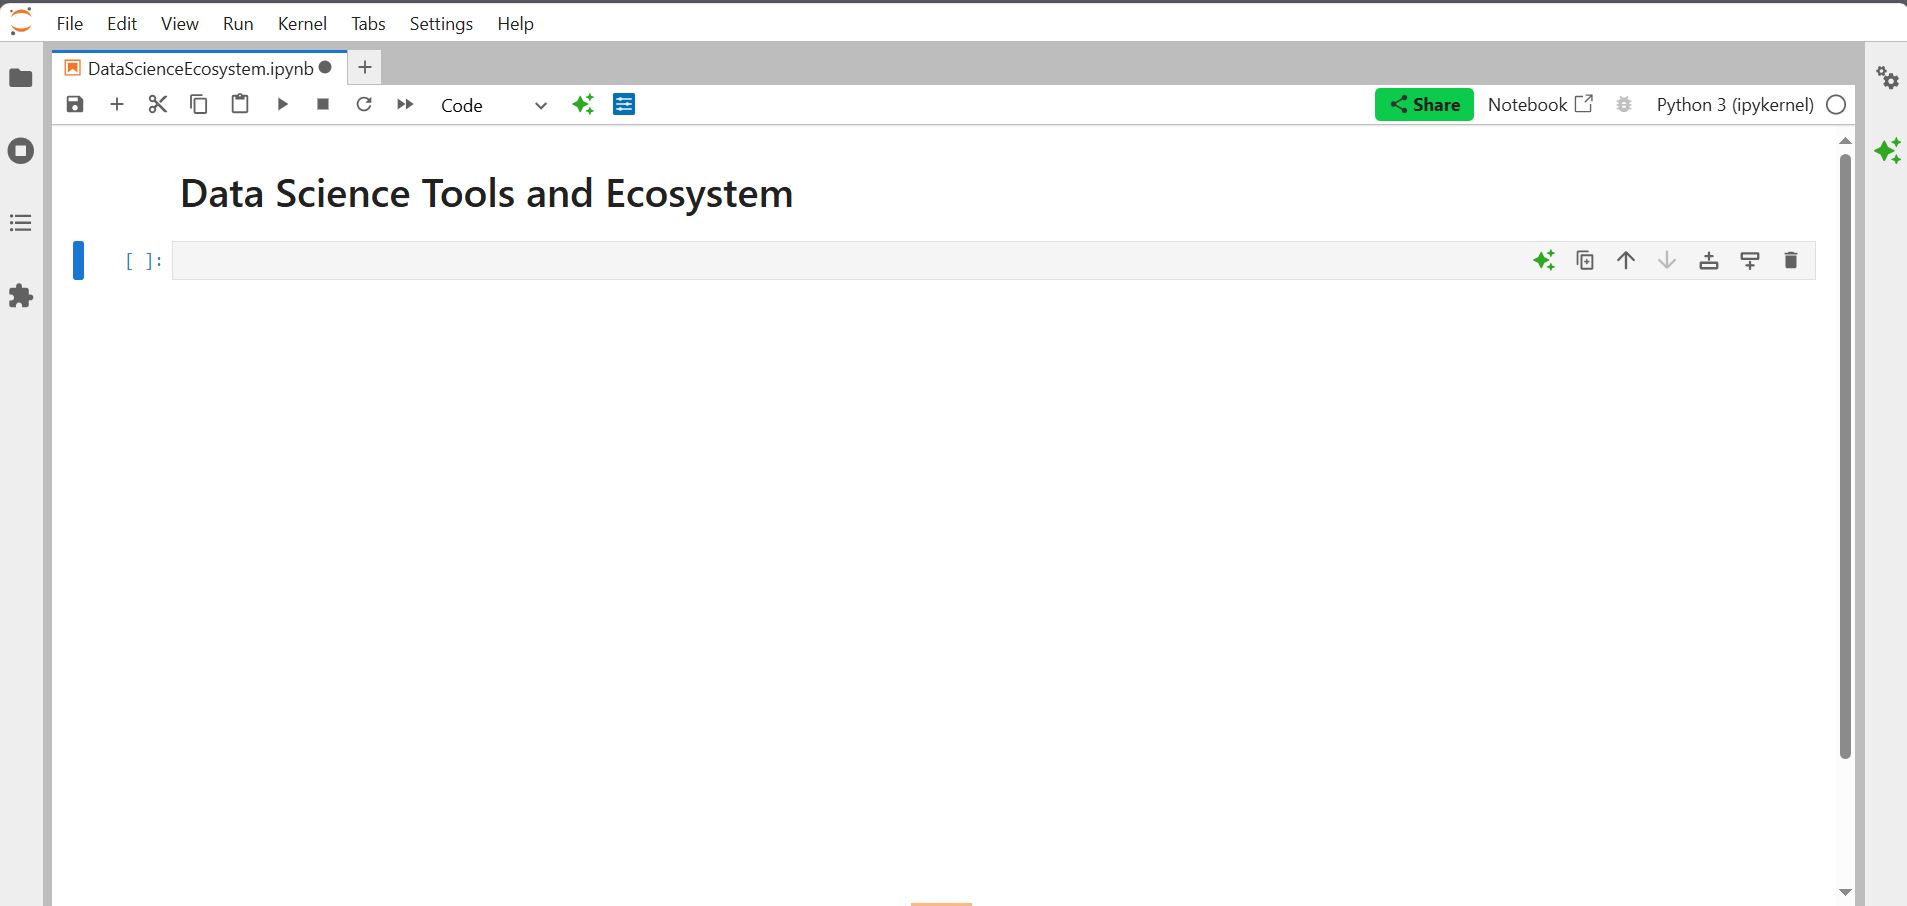 File Edit View Run Kernel Tabs Settings Help
DataScienceEcosystem.ipynb
Code Share Notebook Python 3 (ipykernel)
Data Science Tools and Ecosystem
[ ]: